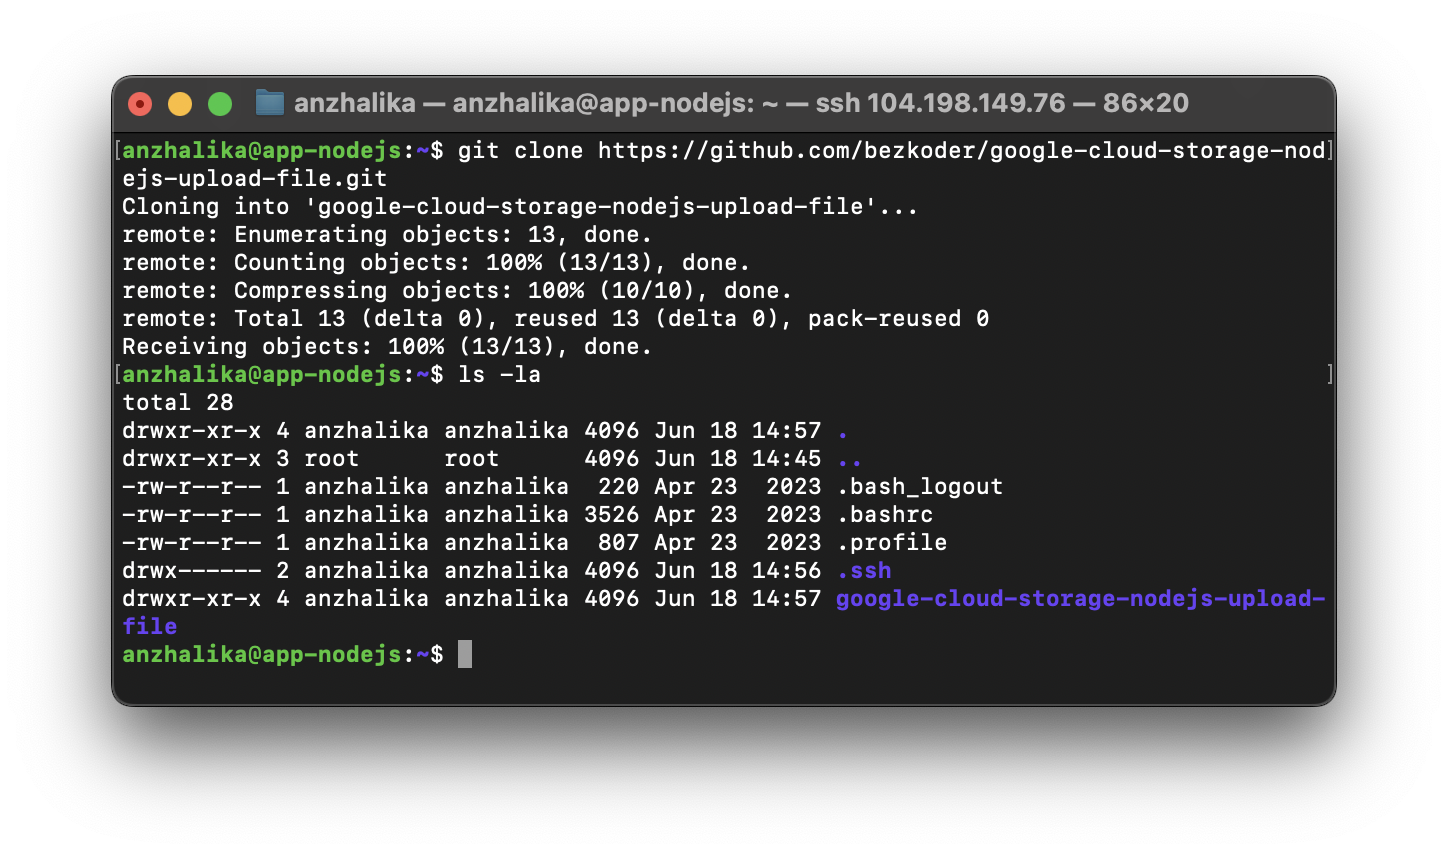 anzhalika — anzhalika@app-nodejs: ~ — ssh 104.198.149.76 — 86×20
[anzhalika@app-nodejs:~$ git clone https://github.com/bezkoder/google-cloud-storage-nod]
ejs-upload-file.git
Cloning into 'google-cloud-storage-nodejs-upload-file'...
remote: Enumerating objects: 13, done.
remote: Counting objects: 100% (13/13), done.
remote: Compressing objects: 100% (10/10), done.
remote: Total 13 (delta 0), reused 13 (delta 0), pack-reused 0
Receiving objects: 100% (13/13), done.
[anzhalika@app-nodejs:~$ ls -la                                                        ]
total 28
drwxr-xr-x 4 anzhalika anzhalika 4096 Jun 18 14:57 .
drwxr-xr-x 3 root      root      4096 Jun 18 14:45 ..
-rw-r--r-- 1 anzhalika anzhalika  220 Apr 23  2023 .bash_logout
-rw-r--r-- 1 anzhalika anzhalika 3526 Apr 23  2023 .bashrc
-rw-r--r-- 1 anzhalika anzhalika  807 Apr 23  2023 .profile
drwx------ 2 anzhalika anzhalika 4096 Jun 18 14:56 .ssh
drwxr-xr-x 4 anzhalika anzhalika 4096 Jun 18 14:57 google-cloud-storage-nodejs-upload-
file
anzhalika@app-nodejs:~$